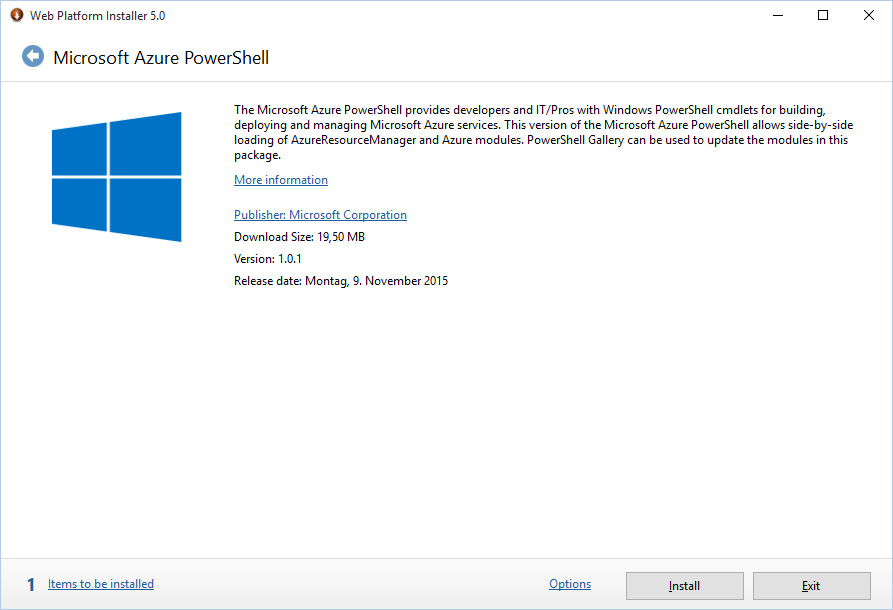 Web Platform Installer 5.0
Microsoft Azure PowerShell
The Microsoft Azure PowerShell provides developers and IT/Pros with Windows PowerShell cmdlets for building,
deploying and managing Microsoft Azure services. This version of the Microsoft Azure PowerShell allows side-by-side
loading of AzureResourceManager and Azure modules. PowerShell Gallery can be used to update the modules in this
package.
More information
Publisher: Microsoft Corporation
Download Size: 19,50 MB
Version: 1.0.1
Release date: Montag, 9. November 2015
1 Items to be installed
Options
Install
Exit